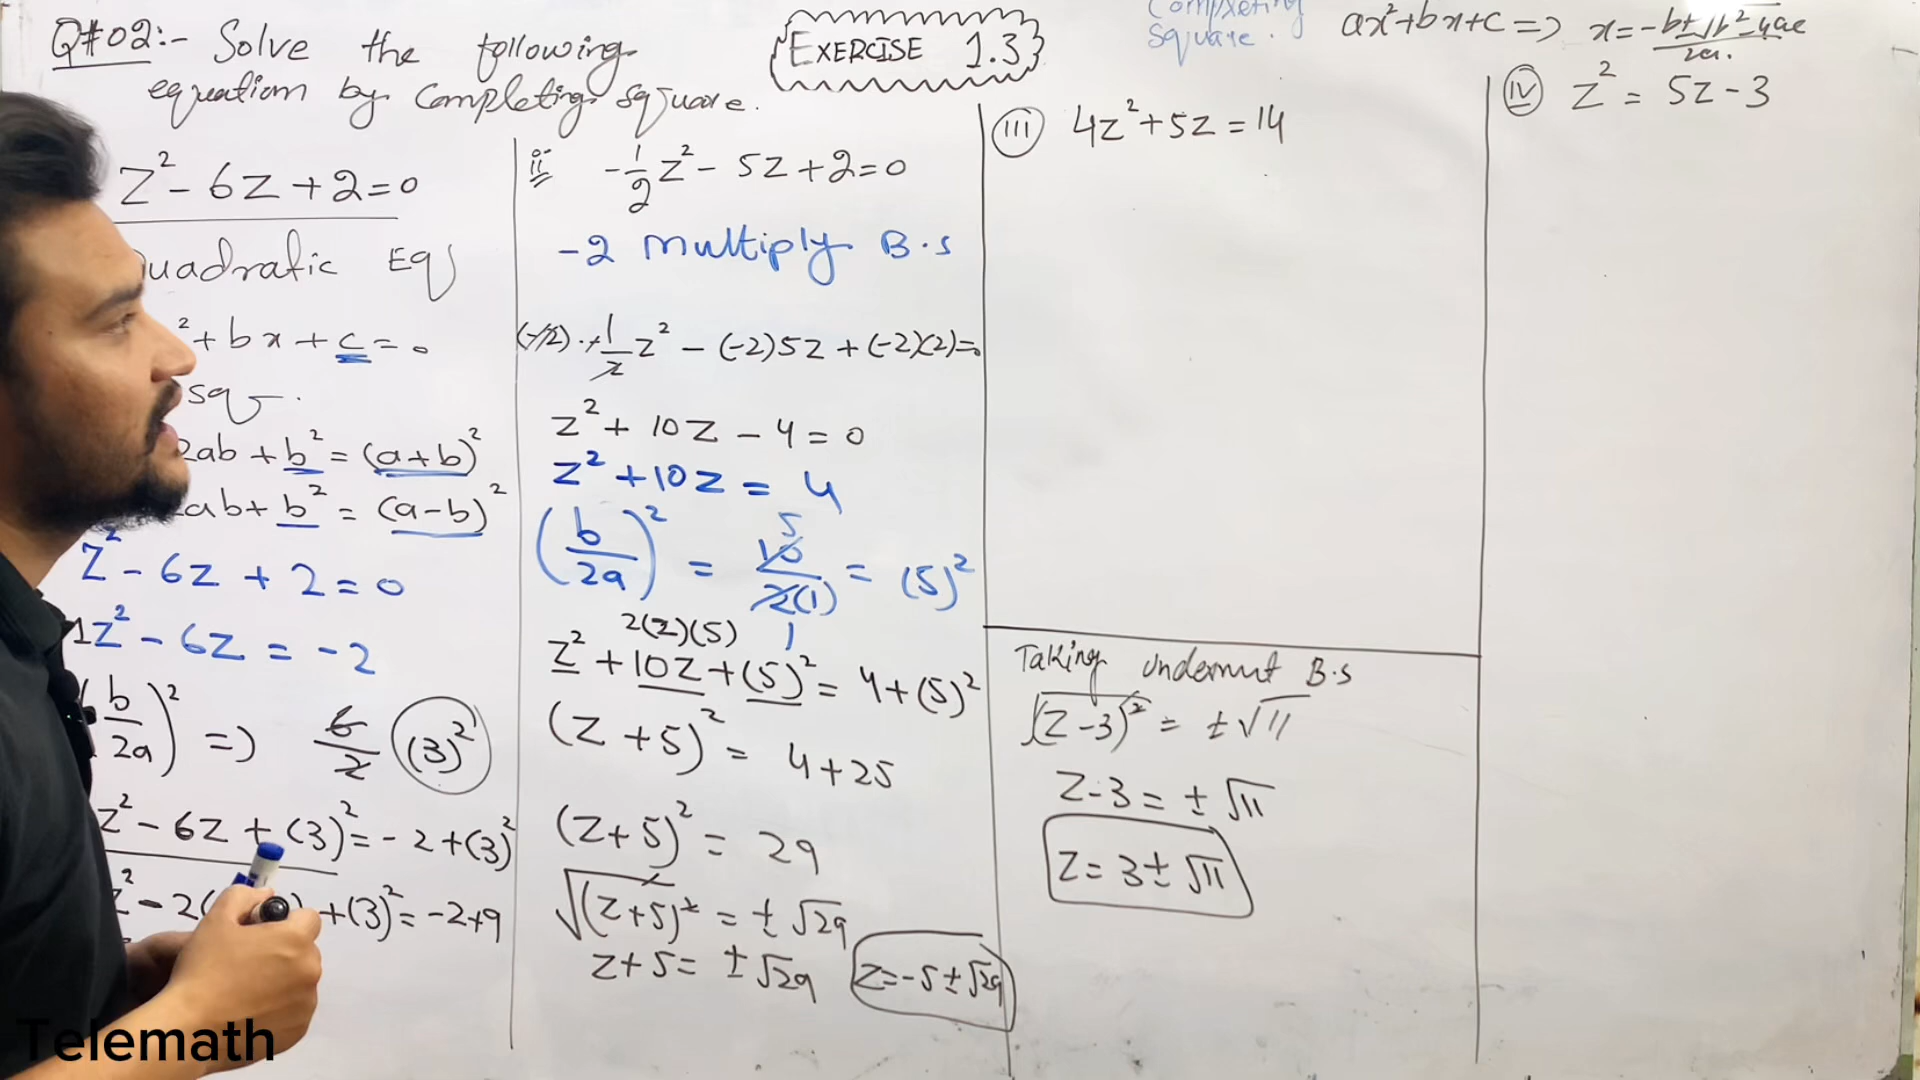 Q#02:- Solve the following
equation by Completing square.
EXERCISE 1.3
Completing
Square.
ax²+bx+c => x = -b±√b²-4ac
2a.
Z²-6Z+2=0
uadratic Eq
²+bx+c=0
sq
2ab+b²=(a+b)²
ab+b²=(a-b)²
Z²-6Z+2=0
1Z²-6Z=-2
(b/2a)² => 6/2 (3)²
Z²-6Z+(3)²=-2+(3)²
Z²-2( )+(3)²=-2+9
ii -1/2 Z²-5Z+2=0
-2 multiply B.s
(-2).+1/2 Z²-(-2)5Z+(-2)(2)=0
Z²+10Z-4=0
Z²+10Z=4
(b/2a)² = 10/2(1) = (5)²
5
1
2(Z)(5)
Z²+10Z+(5)²=4+(5)²
(Z+5)²=4+25
(Z+5)²=29
√(Z+5)²=±√29
Z+5=±√29
Z=-5±√29
iii 4Z²+5Z=14
Taking B.s
√(Z-3)²=±√11
Z-3=±√11
Z=3±√11
iv Z²=5Z-3
Telemath